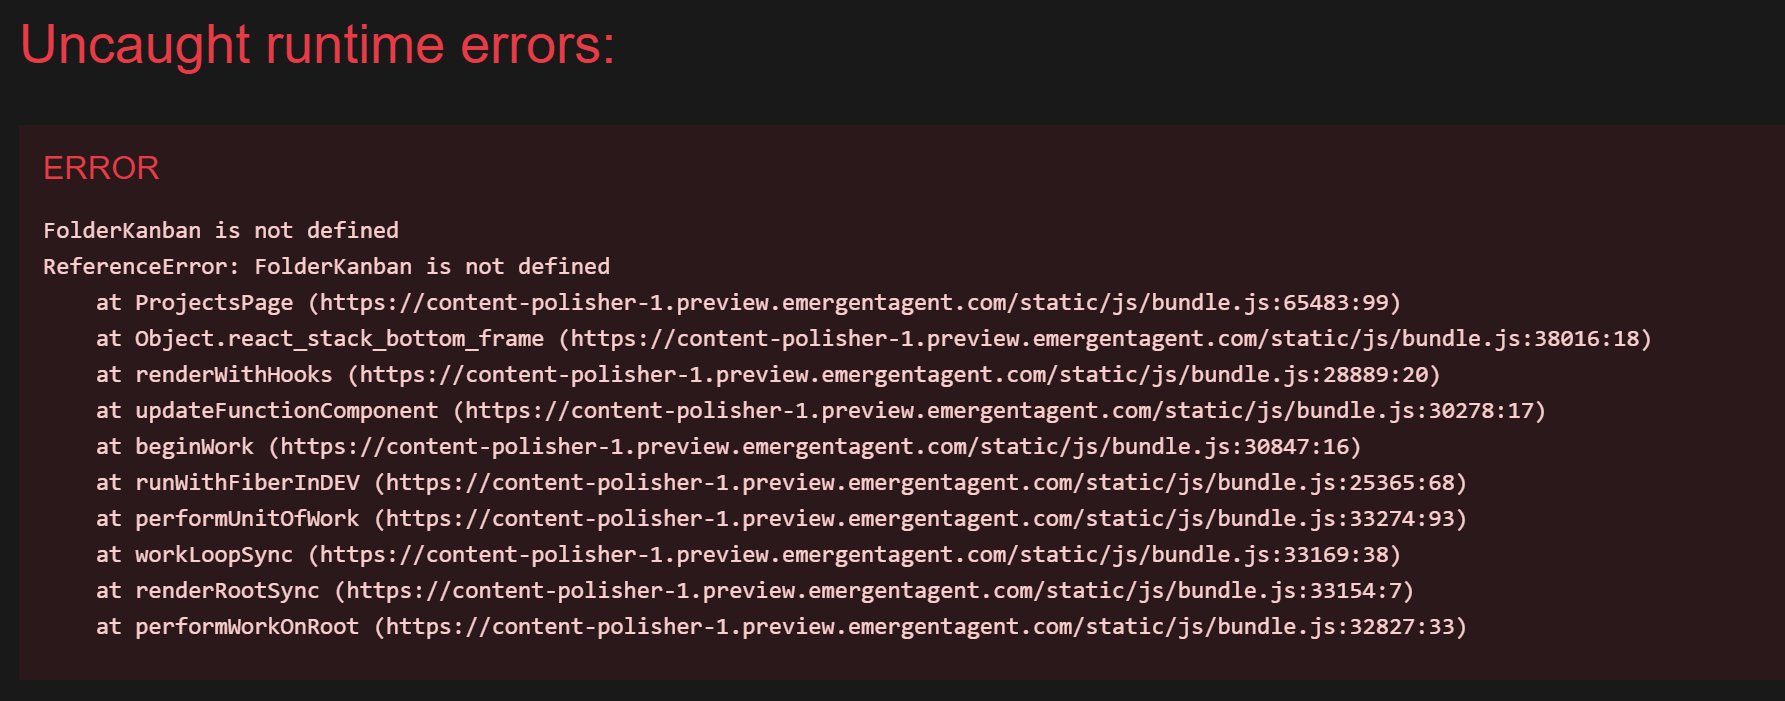 Uncaught runtime errors:
ERROR
FolderKanban is not defined
ReferenceError: FolderKanban is not defined
    at ProjectsPage (https://content-polisher-1.preview.emergentagent.com/static/js/bundle.js:65483:99)
    at Object.react_stack_bottom_frame (https://content-polisher-1.preview.emergentagent.com/static/js/bundle.js:38016:18)
    at renderWithHooks (https://content-polisher-1.preview.emergentagent.com/static/js/bundle.js:28889:20)
    at updateFunctionComponent (https://content-polisher-1.preview.emergentagent.com/static/js/bundle.js:30278:17)
    at beginWork (https://content-polisher-1.preview.emergentagent.com/static/js/bundle.js:30847:16)
    at runWithFiberInDEV (https://content-polisher-1.preview.emergentagent.com/static/js/bundle.js:25365:68)
    at performUnitOfWork (https://content-polisher-1.preview.emergentagent.com/static/js/bundle.js:33274:93)
    at workLoopSync (https://content-polisher-1.preview.emergentagent.com/static/js/bundle.js:33169:38)
    at renderRootSync (https://content-polisher-1.preview.emergentagent.com/static/js/bundle.js:33154:7)
    at performWorkOnRoot (https://content-polisher-1.preview.emergentagent.com/static/js/bundle.js:32827:33)